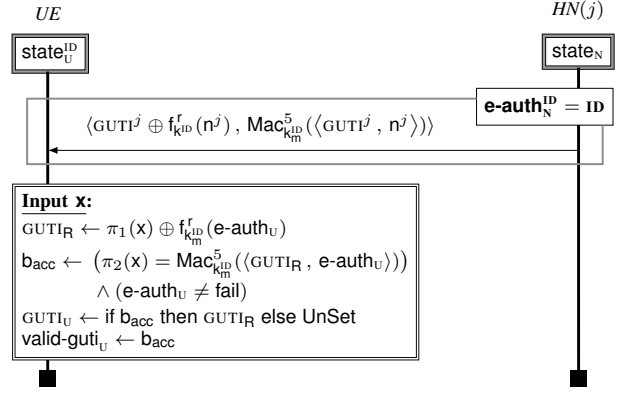 UE HN(j)
state_U^ID state_N
e-auth_N^ID = ID
⟨GUTI^j ⊕ f^r_{k^ID}(n^j) , Mac^5_{k_m^ID}(⟨GUTI^j , n^j⟩)⟩
Input x:
GUTI_R ← π_1(x) ⊕ f^r_{k_m^ID}(e-auth_U)
b_acc ← (π_2(x) = Mac^5_{k_m^ID}(⟨GUTI_R , e-auth_U⟩))
∧ (e-auth_U ≠ fail)
GUTI_U ← if b_acc then GUTI_R else UnSet
valid-guti_U ← b_acc